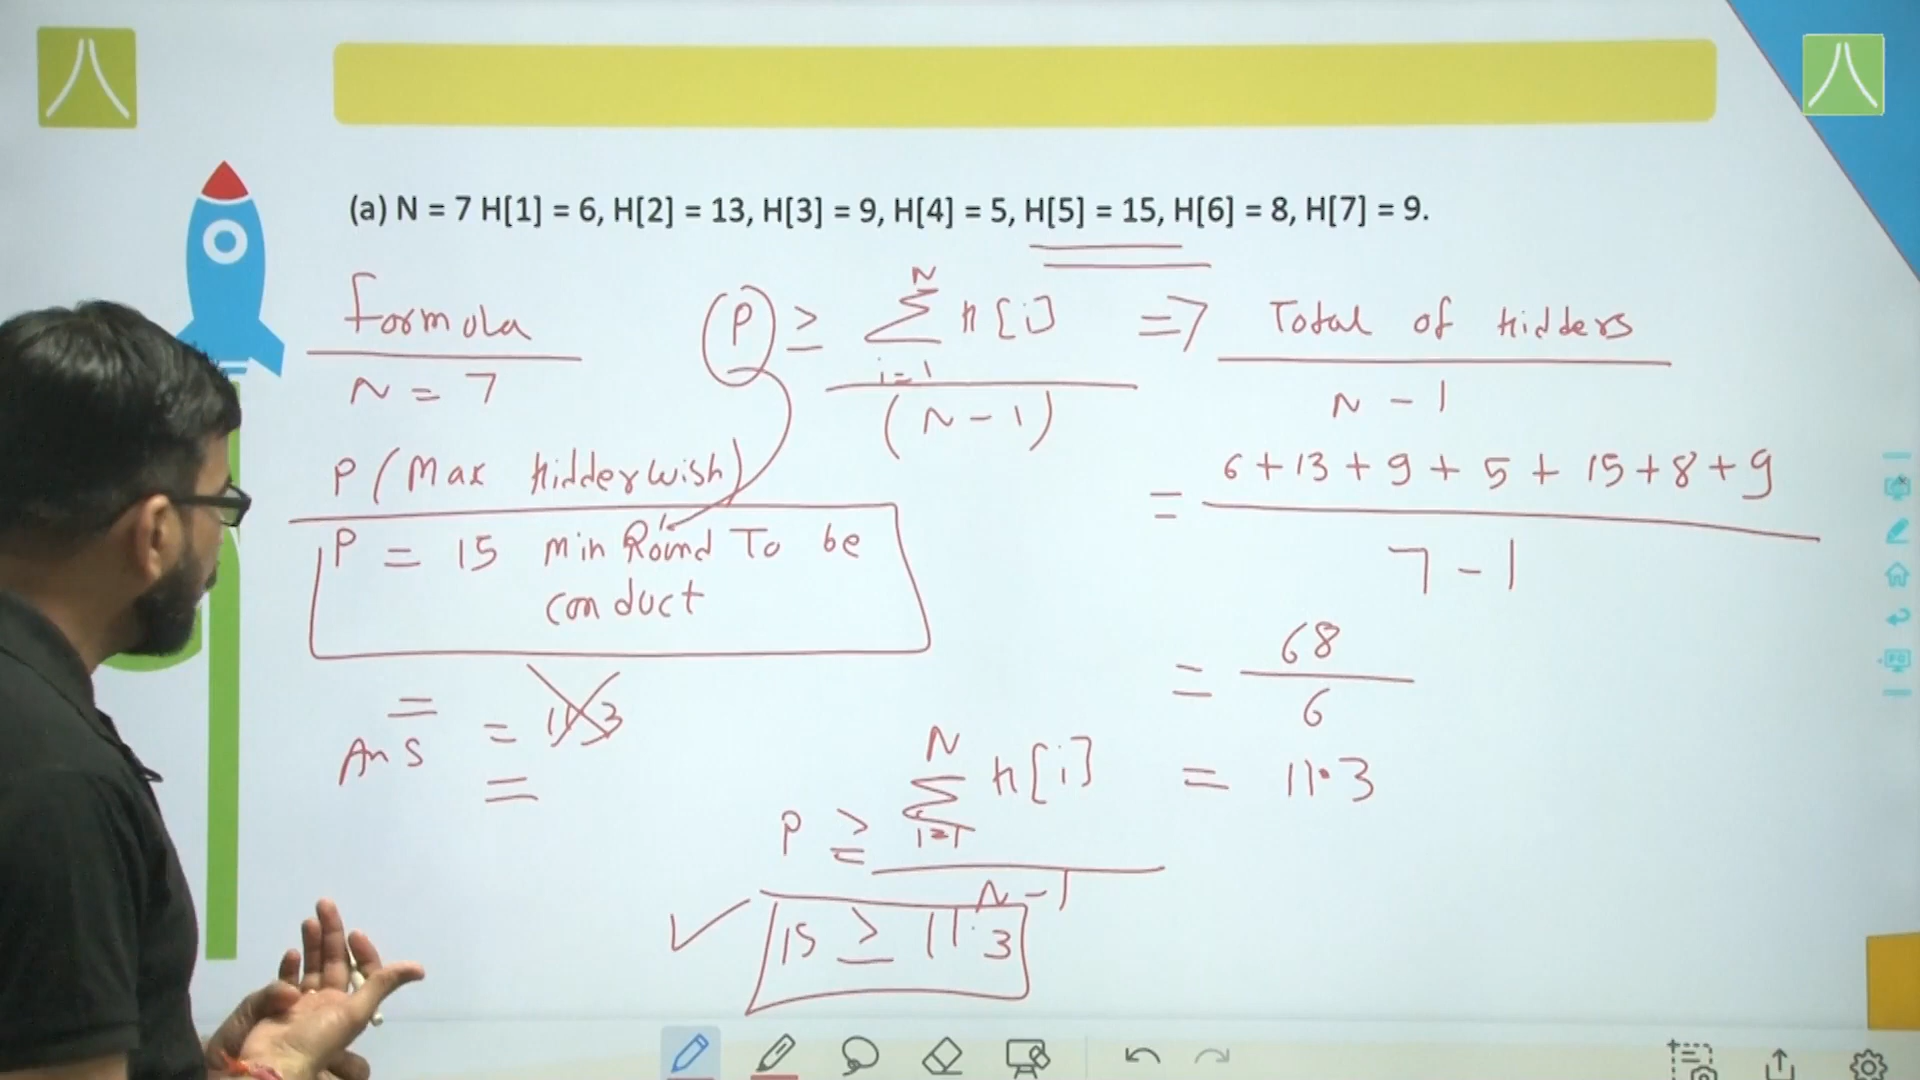 (a) N = 7 H[1] = 6, H[2] = 13, H[3] = 9, H[4] = 5, H[5] = 15, H[6] = 8, H[7] = 9.
Formula
N = 7
P ≥ N Σ i=1 H[i] / (N - 1) => Total of Hidders / N - 1
P (Max Hidder wish)
P = 15 Min Round To be
conduct
= 6 + 13 + 9 + 5 + 15 + 8 + 9 / 7 - 1
= 68 / 6
= 11.3
Ans = 11.3
P ≥ N Σ i=1 H[i] / N - 1
15 ≥ 11.3